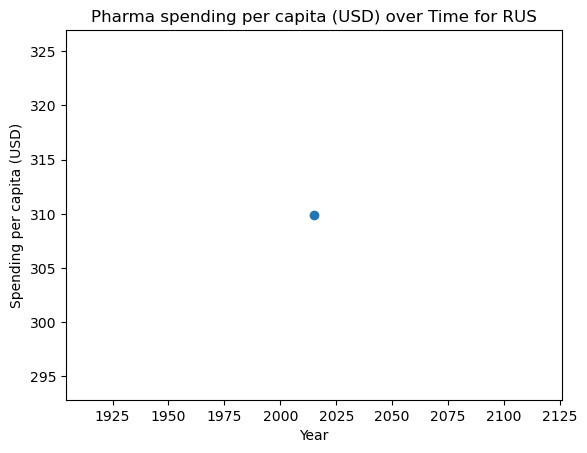 Pharma spending per capita (USD) over Time for RUS
325
320
315
310
305
300
295
Spending per capita (USD)
1925 1950 1975 2000 2025 2050 2075 2100 2125
Year